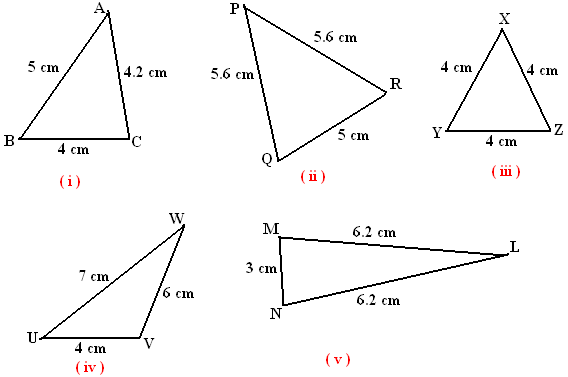 A
5 cm
4.2 cm
B
C
4 cm
( i )
P
5.6 cm
5.6 cm
R
5 cm
Q
( ii )
X
4 cm
4 cm
Y
Z
4 cm
( iii )
W
7 cm
6 cm
U
V
4 cm
( iv )
M
6.2 cm
L
3 cm
N
6.2 cm
( v )